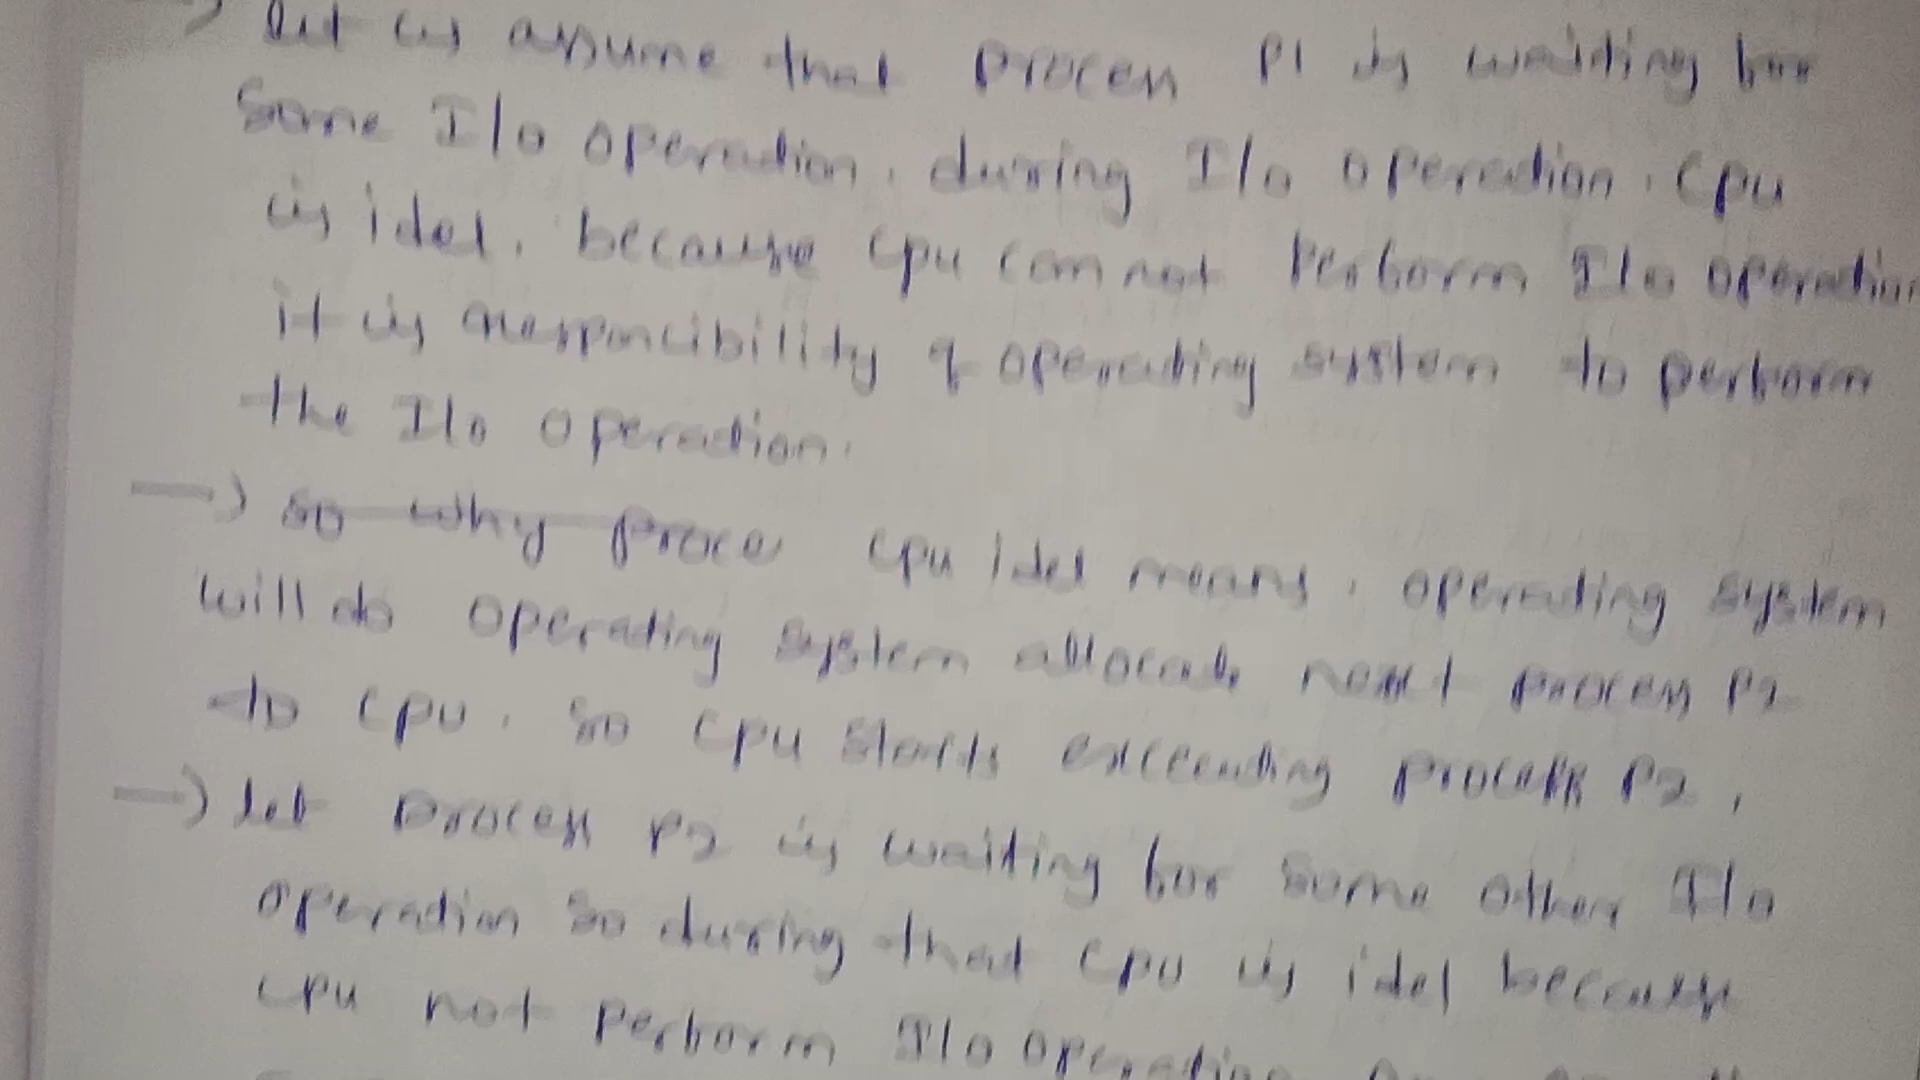 → let us assume that process P1 is waiting for
Some I/o operation, during I/o operation, cpu
is idel, because cpu can not perform I/o operation
it is responcibility of operating system to perform
the I/o operation.
→ so why proce cpu idel means, operating system
will do operating system allocate next process P2
to cpu, so cpu starts exceuting process P2,
→ let process P2 is waiting for some other I/o
operation so during that cpu is idel because
cpu not perform I/o operation